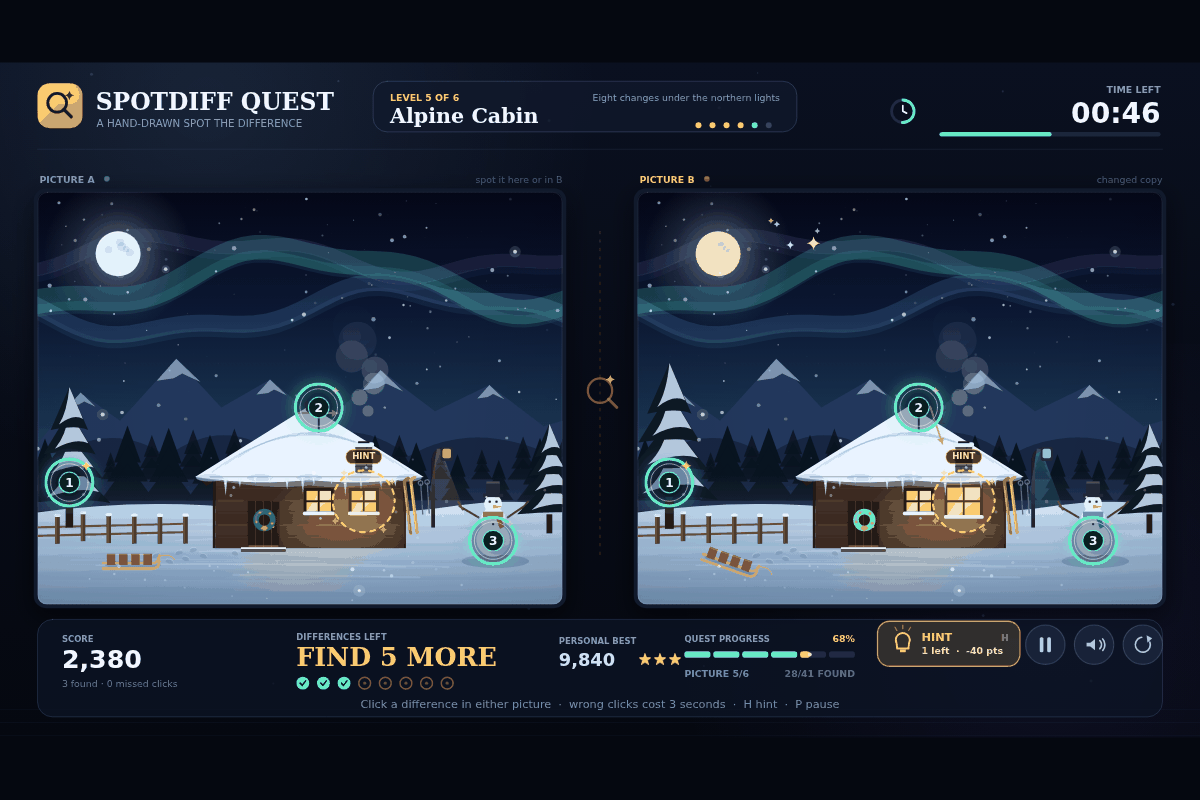 SPOTDIFF QUEST
A HAND-DRAWN SPOT THE DIFFERENCE
LEVEL 5 OF 6
Alpine Cabin
Eight changes under the northern lights
TIME LEFT
00:46
PICTURE A
spot it here or in B
PICTURE B
changed copy
2
HINT
1
3
2
HINT
1
3
SCORE
2,380
3 found · 0 missed clicks
DIFFERENCES LEFT
FIND 5 MORE
PERSONAL BEST
9,840
QUEST PROGRESS
68%
PICTURE 5/6
28/41 FOUND
HINT
H
1 left · -40 pts
Click a difference in either picture · wrong clicks cost 3 seconds · H hint · P pause